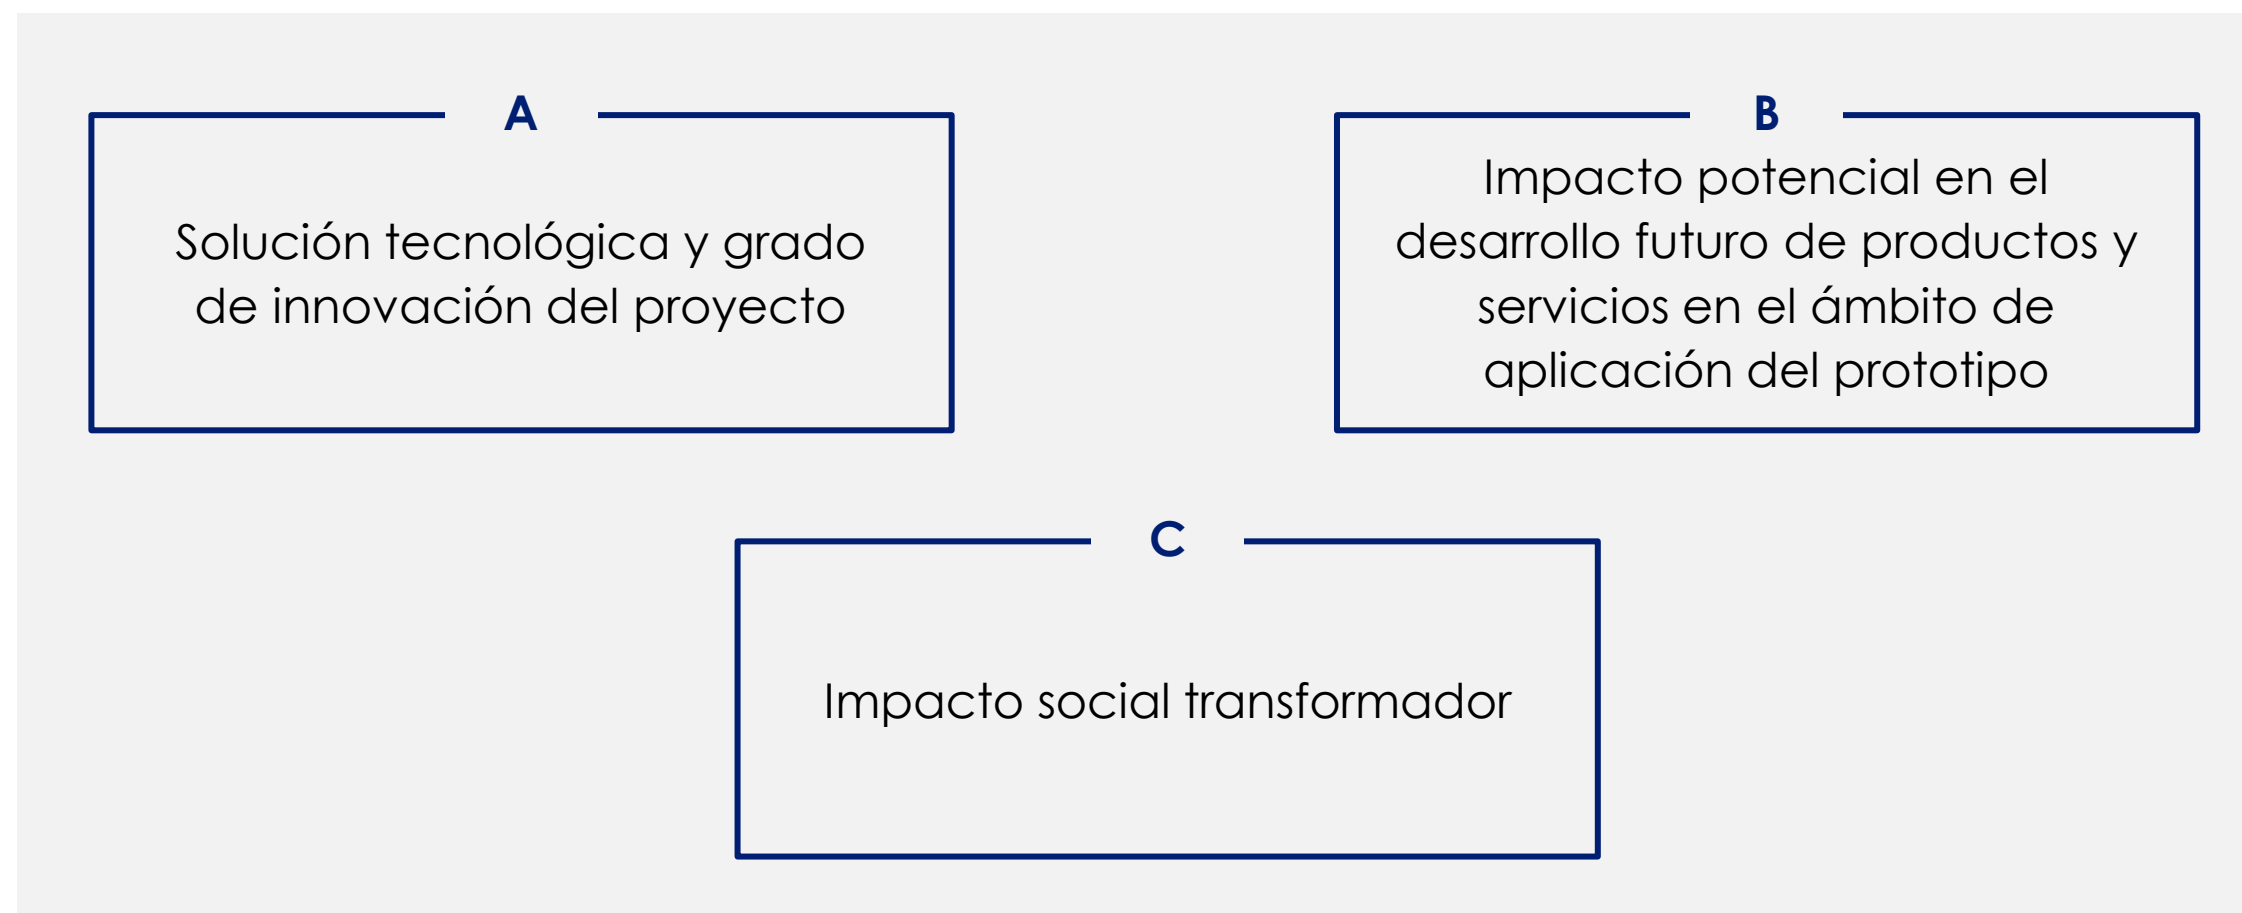 A
Solución tecnológica y grado
de innovación del proyecto
B
Impacto potencial en el
desarrollo futuro de productos y
servicios en el ámbito de
aplicación del prototipo
C
Impacto social transformador